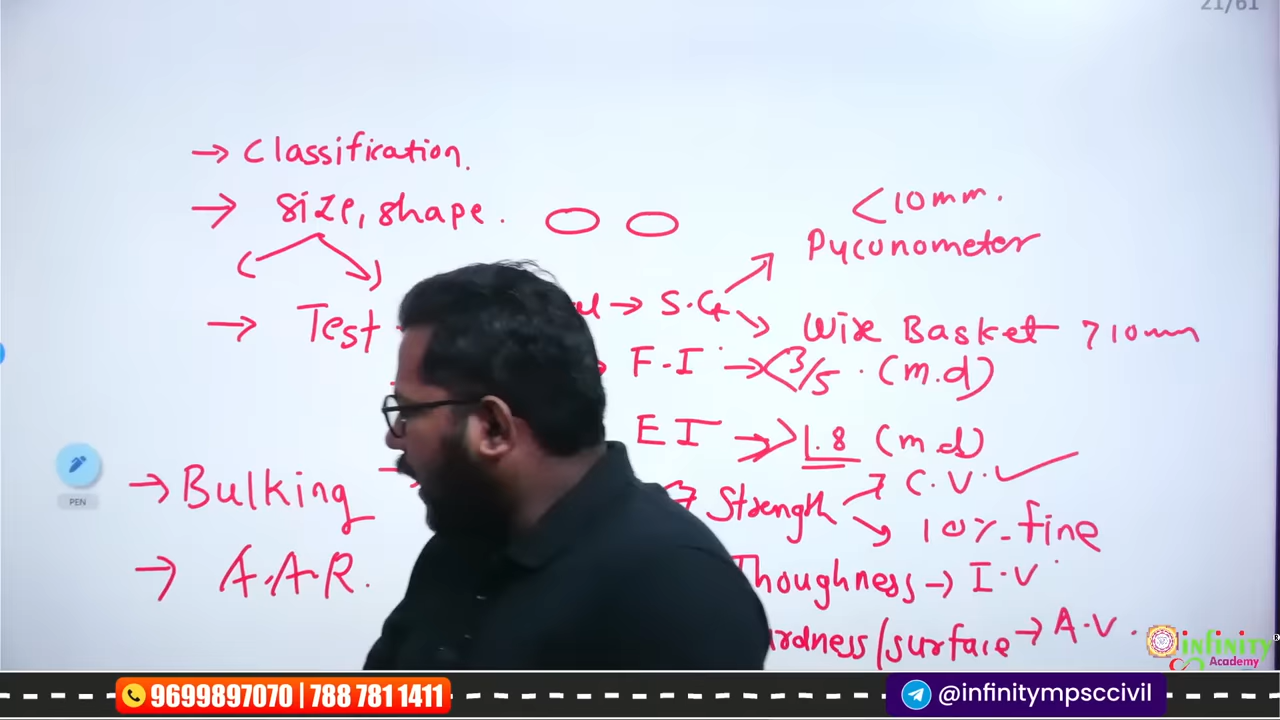 21/61
→ Classification.
→ size, shape.
<10mm.
Pyconometer
→ Test
→ S.G
Wire Basket >10mm
F.I → <3/5 . (m.d)
EI → >1.8 (m d)
→ Bulking
→ Strength
C.V. ✓
10%-fine
→ A.A.R.
Thoughness → I.V
/surface → A.V.
PEN
infinity
Academy
9699897070 | 788 781 1411
@infinitympsccivil